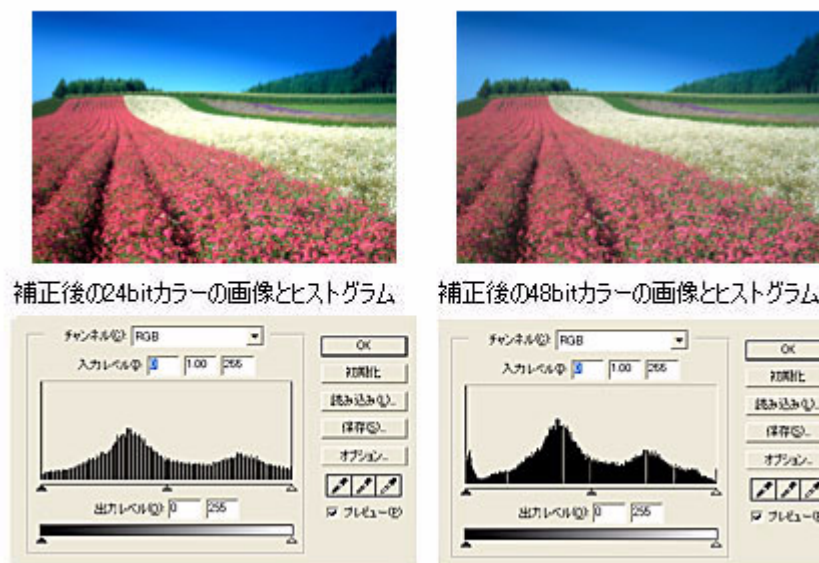 補正後の24bitカラーの画像とヒストグラム
補正後の48bitカラーの画像とヒストグラム
チャンネル(C): RGB
入力レベル(I): 0 1.00 255
出力レベル(O): 0 255
OK
初期化
読み込み(L)...
保存(S)...
オプション...
プレビュー(P)
チャンネル(C): RGB
入力レベル(I): 0 1.00 255
出力レベル(O): 0 255
OK
初期化
読み込み(L)...
保存(S)...
オプション...
プレビュー(P)